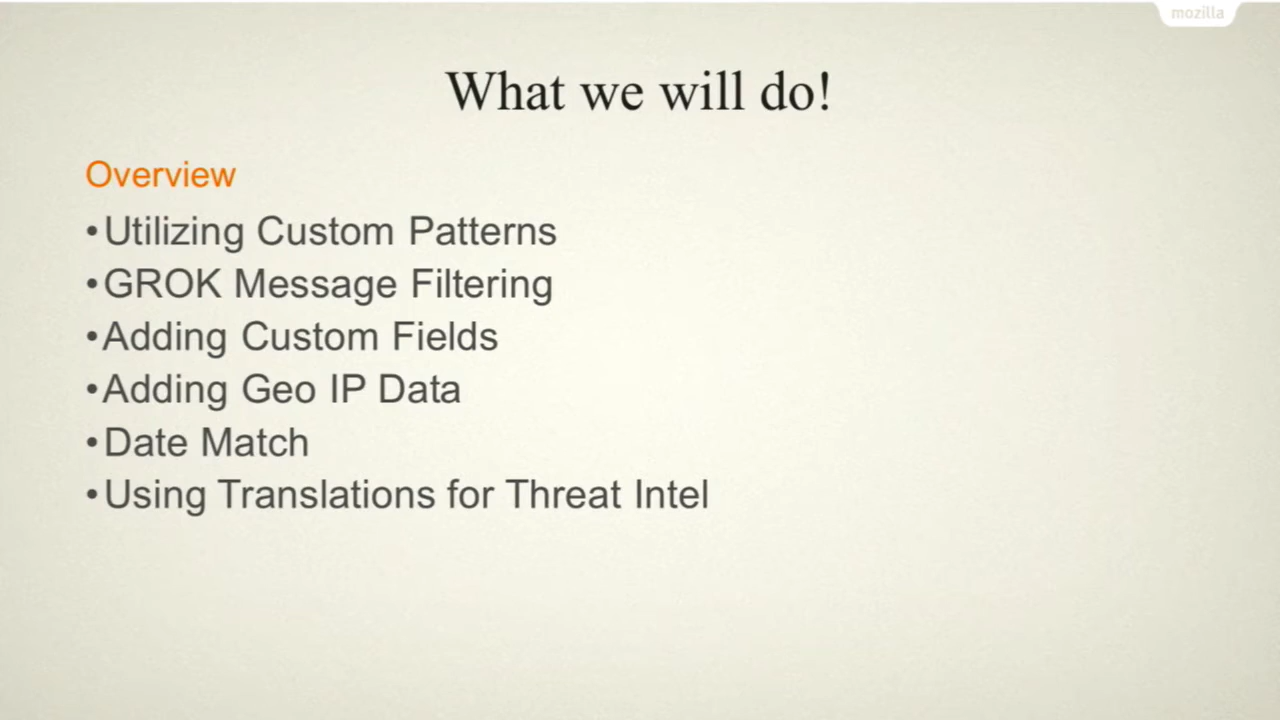 mozilla
What we will do!
Overview
•Utilizing Custom Patterns
•GROK Message Filtering
•Adding Custom Fields
•Adding Geo IP Data
•Date Match
•Using Translations for Threat Intel